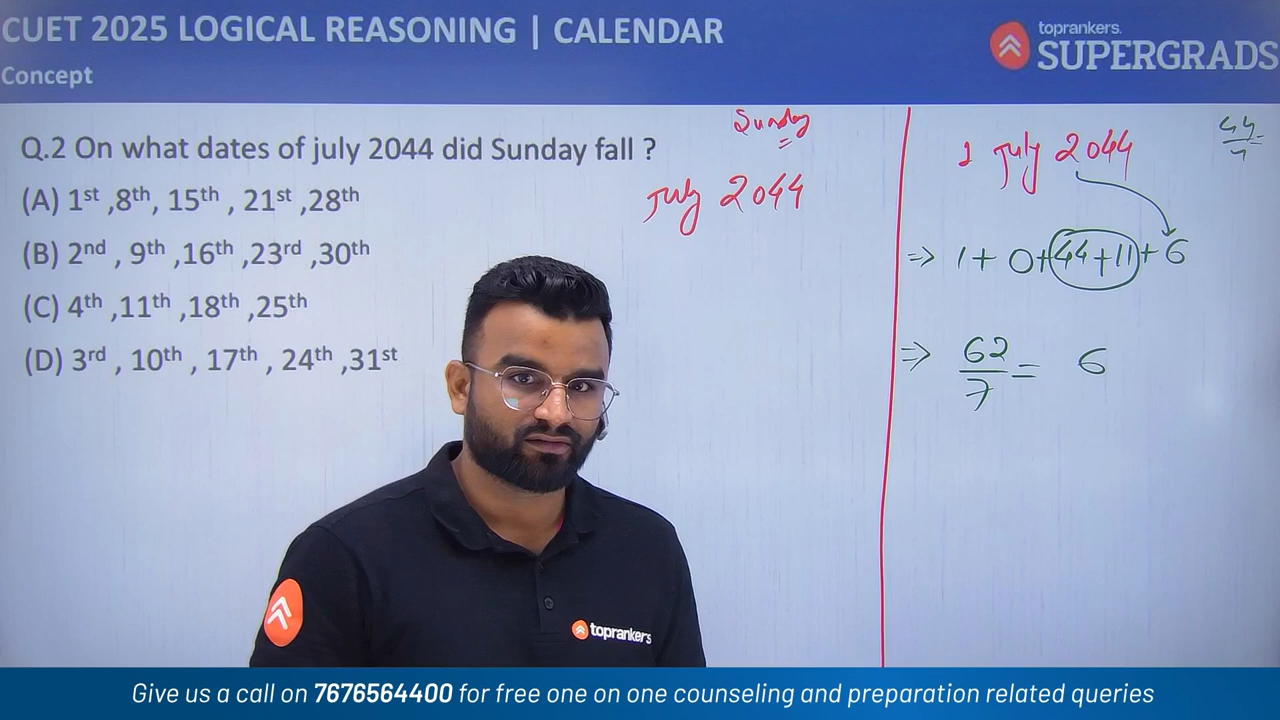 CUET 2025 LOGICAL REASONING | CALENDAR
Concept
toprankers.
SUPERGRADS
Q.2 On what dates of july 2044 did Sunday fall ?
(A) 1st ,8th, 15th , 21st ,28th
(B) 2nd , 9th ,16th ,23rd ,30th
(C) 4th ,11th ,18th ,25th
(D) 3rd , 10th , 17th , 24th ,31st
Sunday
July 2044
1 July 2044
44/4
⇒ 1 + 0 + 44 + 11 + 6
⇒ 62/7 = 6
toprankers
Give us a call on 7676564400 for free one on one counseling and preparation related queries